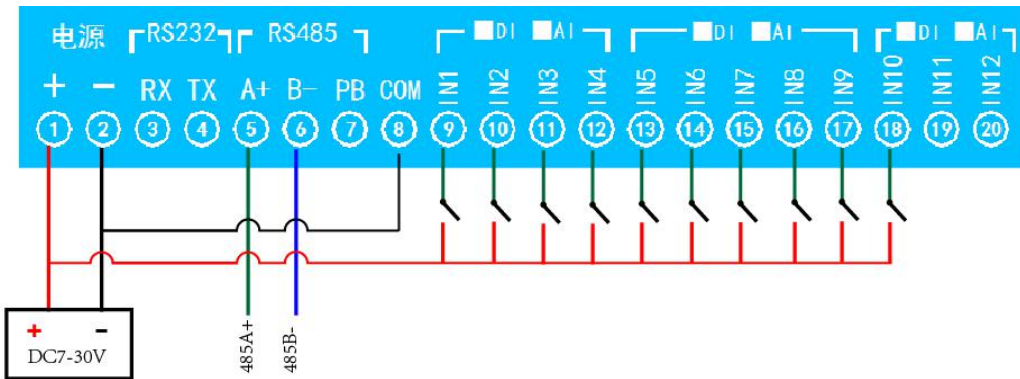 电源 RS232 RS485 DI AI DI AI DI AI
+ − RX TX A+ B− PB COM IN1 IN2 IN3 IN4 IN5 IN6 IN7 IN8 IN9 IN10 IN11 IN12
1 2 3 4 5 6 7 8 9 10 11 12 13 14 15 16 17 18 19 20
+ -
DC7-30V
485A+
485B-